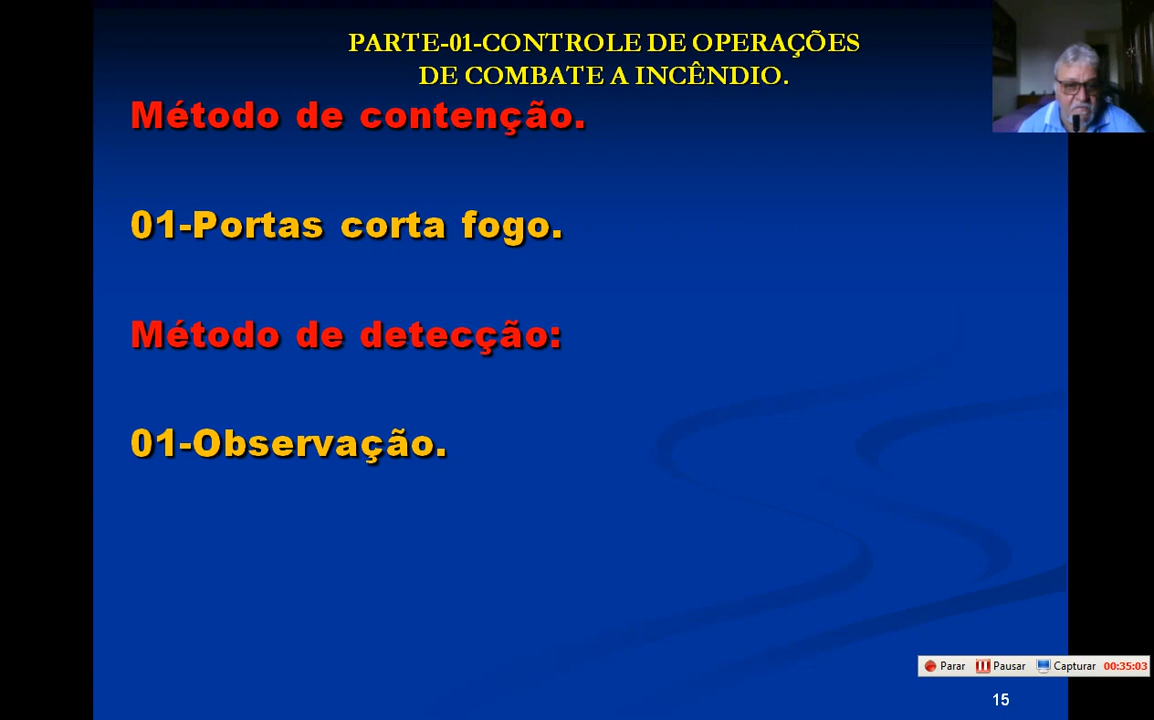 PARTE-01-CONTROLE DE OPERAÇÕES
DE COMBATE A INCÊNDIO.
Método de contenção.
01-Portas corta fogo.
Método de detecção:
01-Observação.
Parar Pausar Capturar 00:35:03
15